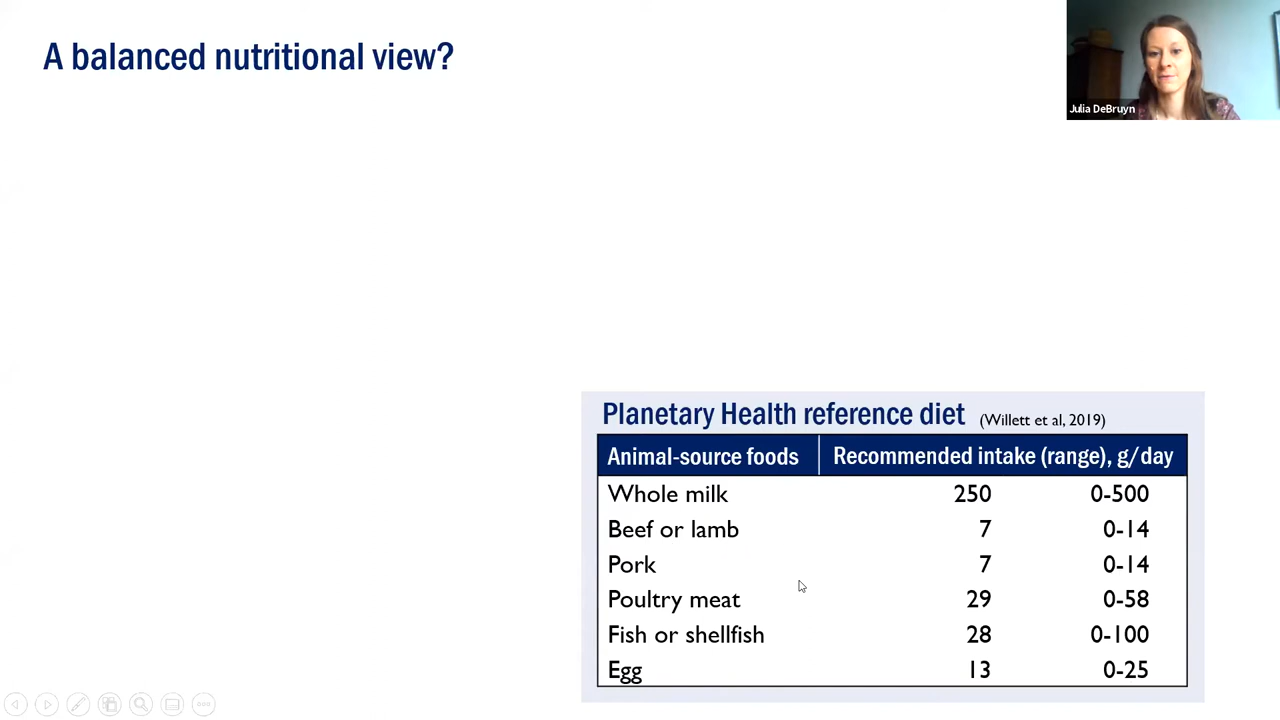 A balanced nutritional view?
Julia DeBruyn
Planetary Health reference diet (Willett et al, 2019)
Animal-source foods Recommended intake (range), g/day
Whole milk 250 0-500
Beef or lamb 7 0-14
Pork 7 0-14
Poultry meat 29 0-58
Fish or shellfish 28 0-100
Egg 13 0-25